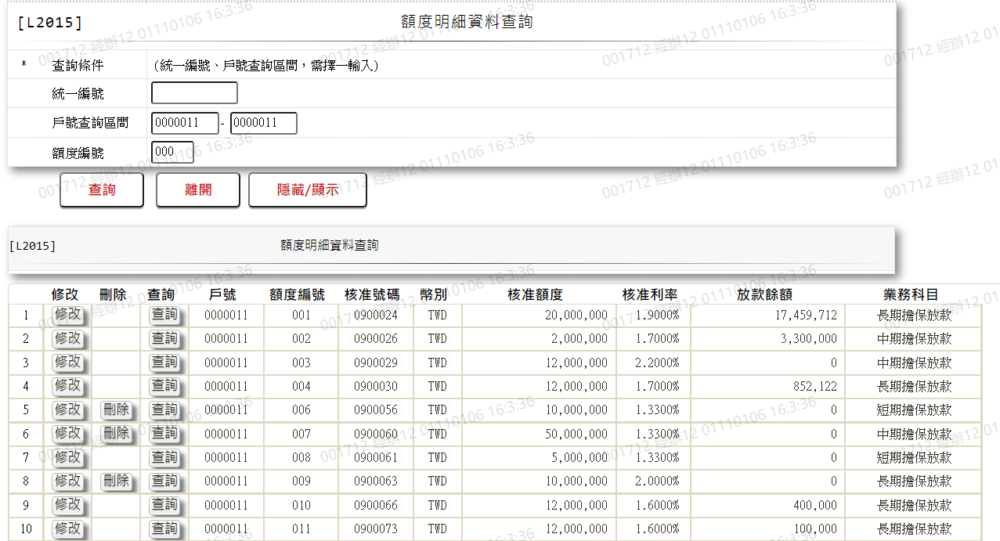 [L2015] 額度明細資料查詢
* 查詢條件 (統一編號、戶號查詢區間，需擇一輸入)
統一編號
戶號查詢區間 0000011 - 0000011
額度編號 000
查詢 離開 隱藏/顯示
[L2015] 額度明細資料查詢
修改 刪除 查詢 戶號 額度編號 核准號碼 幣別 核准額度 核准利率 放款餘額 業務科目
1 修改 查詢 0000011 001 0900024 TWD 20,000,000 1.9000% 17,459,712 長期擔保放款
2 修改 查詢 0000011 002 0900026 TWD 2,000,000 1.7000% 3,300,000 中期擔保放款
3 修改 查詢 0000011 003 0900029 TWD 12,000,000 2.2000% 0 中期擔保放款
4 修改 查詢 0000011 004 0900030 TWD 12,000,000 1.7000% 852,122 長期擔保放款
5 修改 刪除 查詢 0000011 006 0900056 TWD 10,000,000 1.3300% 0 短期擔保放款
6 修改 刪除 查詢 0000011 007 0900060 TWD 50,000,000 1.3300% 0 中期擔保放款
7 修改 查詢 0000011 008 0900061 TWD 5,000,000 1.3300% 0 短期擔保放款
8 修改 刪除 查詢 0000011 009 0900063 TWD 10,000,000 2.0000% 0 長期擔保放款
9 修改 查詢 0000011 010 0900066 TWD 12,000,000 1.6000% 400,000 長期擔保放款
10 修改 查詢 0000011 011 0900073 TWD 12,000,000 1.6000% 100,000 長期擔保放款
001712 經辦12 01110106 16:3:36